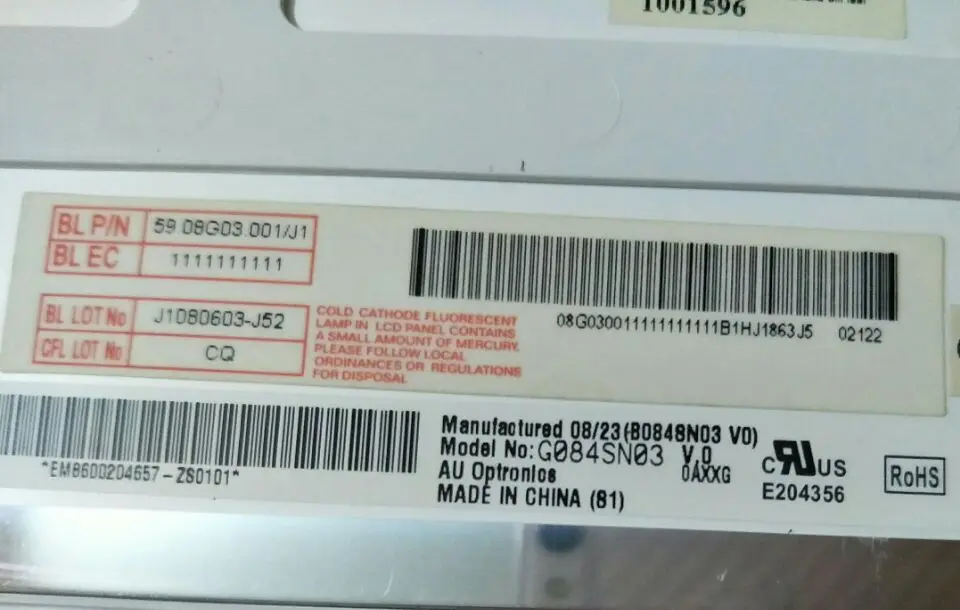 1001596
BL P/N 59.08G03.001/J1
BL EC 1111111111
BL LOT No J1080603-J52
CFL LOT No CQ
COLD CATHODE FLUORESCENT
LAMP IN LCD PANEL CONTAINS
A SMALL AMOUNT OF MERCURY,
PLEASE FOLLOW LOCAL
ORDINANCES OR REGULATIONS
FOR DISPOSAL
08G030011111111111B1HJ1863J5 02122
*EM8600204657-ZS0101*
Manufactured 08/23(B084SN03 V0)
Model No:G084SN03 V.0
0AXXG
AU Optronics
MADE IN CHINA (81)
c RU US
E204356
RoHS